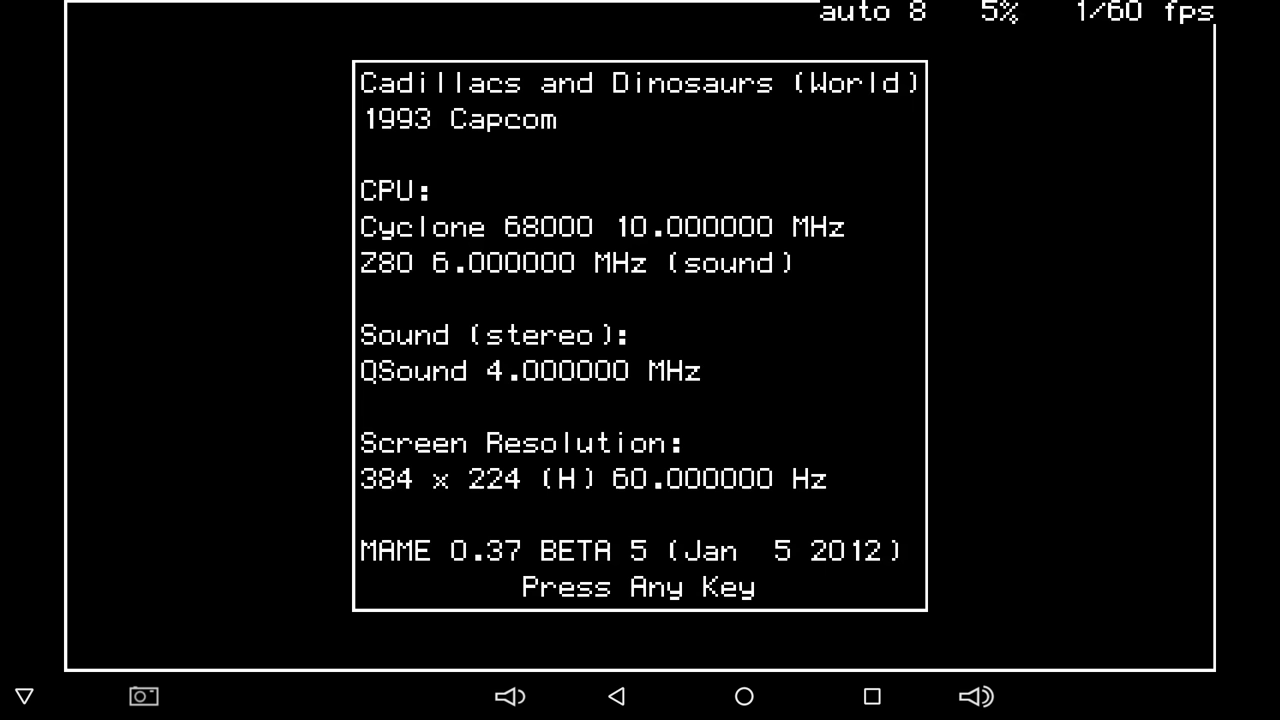 auto 8   5%   1/60 fps
Cadillacs and Dinosaurs (World)
1993 Capcom
CPU:
Cyclone 68000 10.000000 MHz
Z80 6.000000 MHz (sound)
Sound (stereo):
QSound 4.000000 MHz
Screen Resolution:
384 x 224 (H) 60.000000 Hz
MAME 0.37 BETA 5 (Jan  5 2012)
Press Any Key